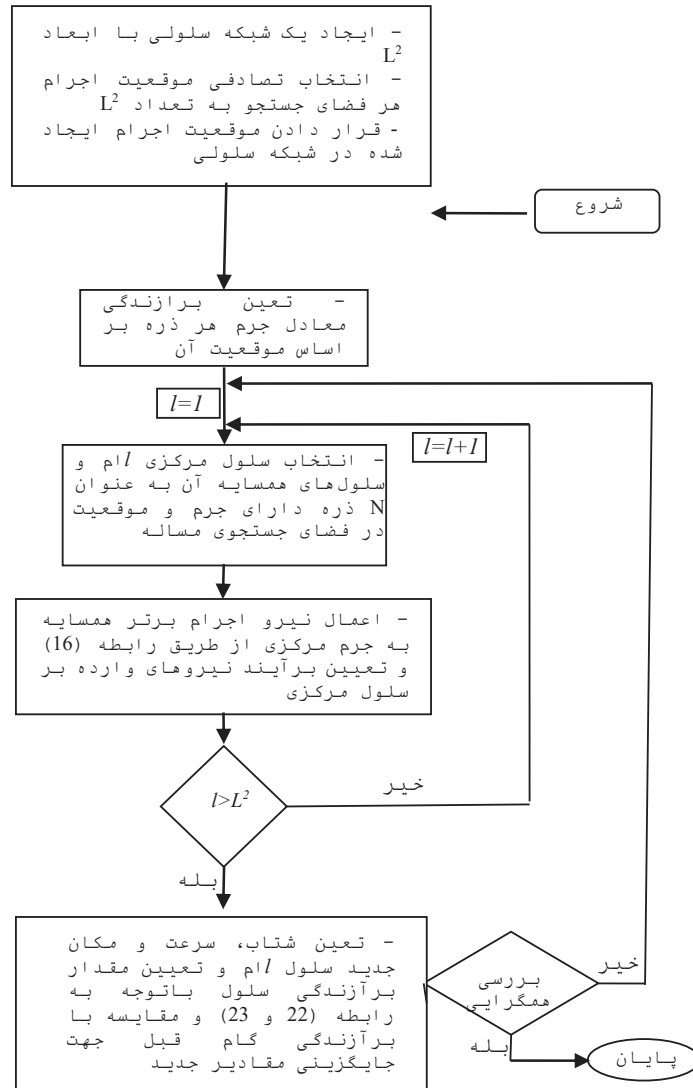 – ایجاد یک شبکه سلولی با ابعاد
L²
– انتخاب تصادفی موقعیت اجرام
هر فضای جستجو به تعداد L²
- قرار دادن موقعیت اجرام ایجاد
شده در شبکه سلولی
شروع
– تعین برازندگی
معادل جرم هر ذره بر
اساس موقعیت آن
l=1
l=l+1
– انتخاب سلول مرکزی lام و
سلول‌های همسایه آن به عنوان
N ذره دارای جرم و موقعیت
در فضای جستجوی مساله
– اعمال نیرو اجرام برتر همسایه
به جرم مرکزی از طریق رابطه (16)
و تعیین برآیند نیروهای وارده بر
سلول مرکزی
l>L²
خیر
بله
– تعین شتاب، سرعت و مکان
جدید سلول lام و تعیین مقدار
برآزندگی سلول باتوجه به
رابطه (22 و 23) و مقایسه با
برآزندگی گام قبل جهت
جایگزینی مقادیر جدید
بررسی
همگرایی
خیر
بله
پایان